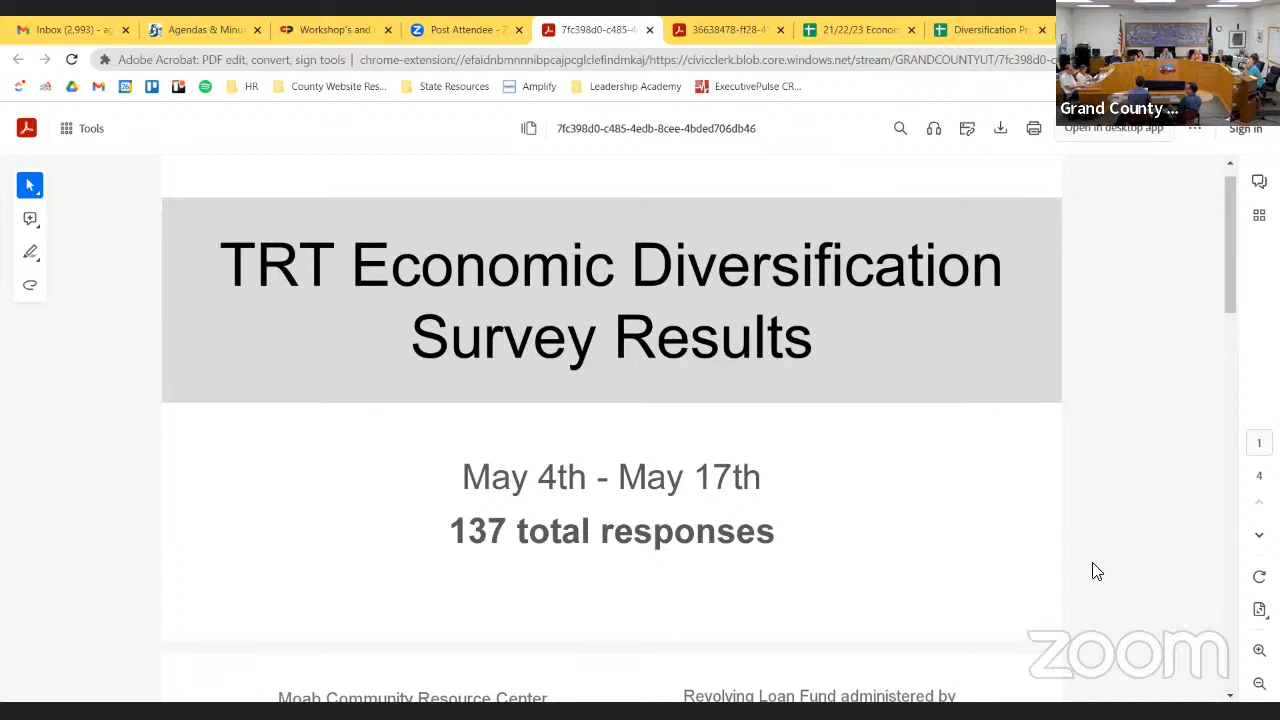 Inbox (2,993) - ag
Agendas & Minu
Workshop's and
Post Attendee - Z
7fc398d0-c485-4
36638478-ff28-4
21/22/23 Econom
Diversification Pr
Adobe Acrobat: PDF edit, convert, sign tools
pcajpcglclefindmkaj/https://civicclerk.blob.core.windows.net/stream/GRANDCOUNTYUT/7fc398d0-c
HR
County Website Res...
State Resources
Amplify
Leadership Academy
ExecutivePulse CR...
Grand County ...
Tools
7fc398d0-c485-4edb-8cee-4bded706db46
Open in desktop app
Sign in
TRT Economic Diversification
Survey Results
May 4th - May 17th
137 total responses
1
4
zoom
Moab Community Resource Center
Revolving Loan Fund administered by